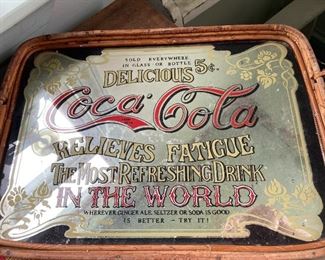 SOLD EVERYWHERE
IN GLASS OR BOTTLE
DELICIOUS 5¢.
Coca-Cola
RELIEVES FATIGUE
THE MOST REFRESHING DRINK
IN THE WORLD
WHEREVER GINGER ALE, SELTZER OR SODA IS GOOD
IS BETTER - TRY IT!